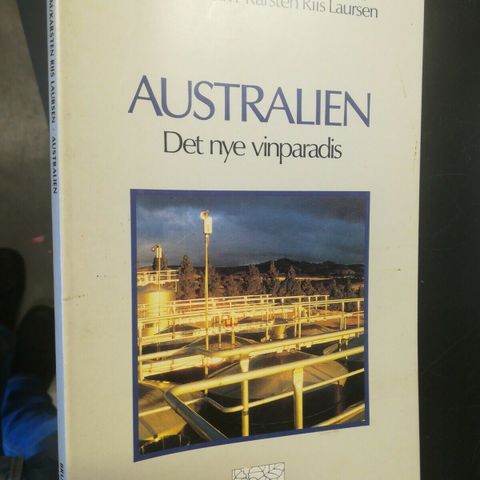 Karsten Riis Laursen
AUSTRALIEN
Det nye vinparadis
KARSTEN RIIS LAURSEN · AUSTRALIEN